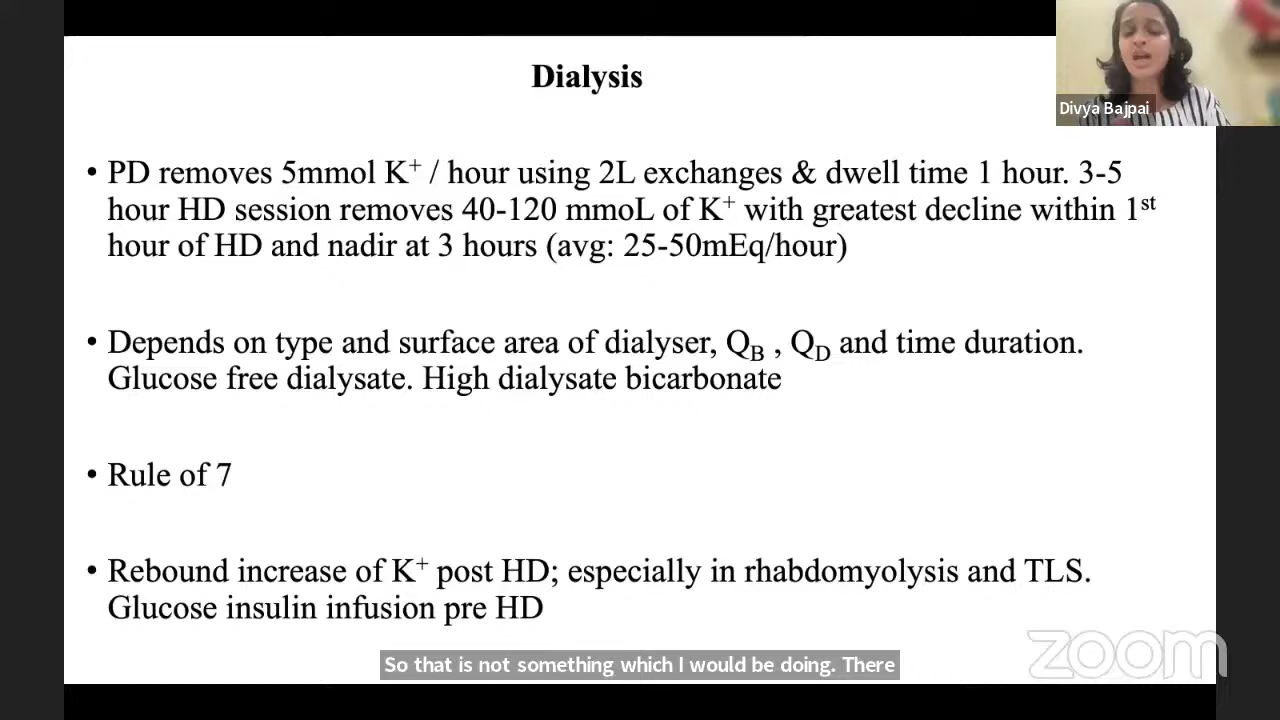 Dialysis
Divya Bajpai
• PD removes 5mmol K⁺ / hour using 2L exchanges & dwell time 1 hour. 3-5
hour HD session removes 40-120 mmoL of K⁺ with greatest decline within 1ˢᵗ
hour of HD and nadir at 3 hours (avg: 25-50mEq/hour)
• Depends on type and surface area of dialyser, Q_B , Q_D and time duration.
Glucose free dialysate. High dialysate bicarbonate
• Rule of 7
• Rebound increase of K⁺ post HD; especially in rhabdomyolysis and TLS.
Glucose insulin infusion pre HD
zoom
So that is not something which I would be doing. There